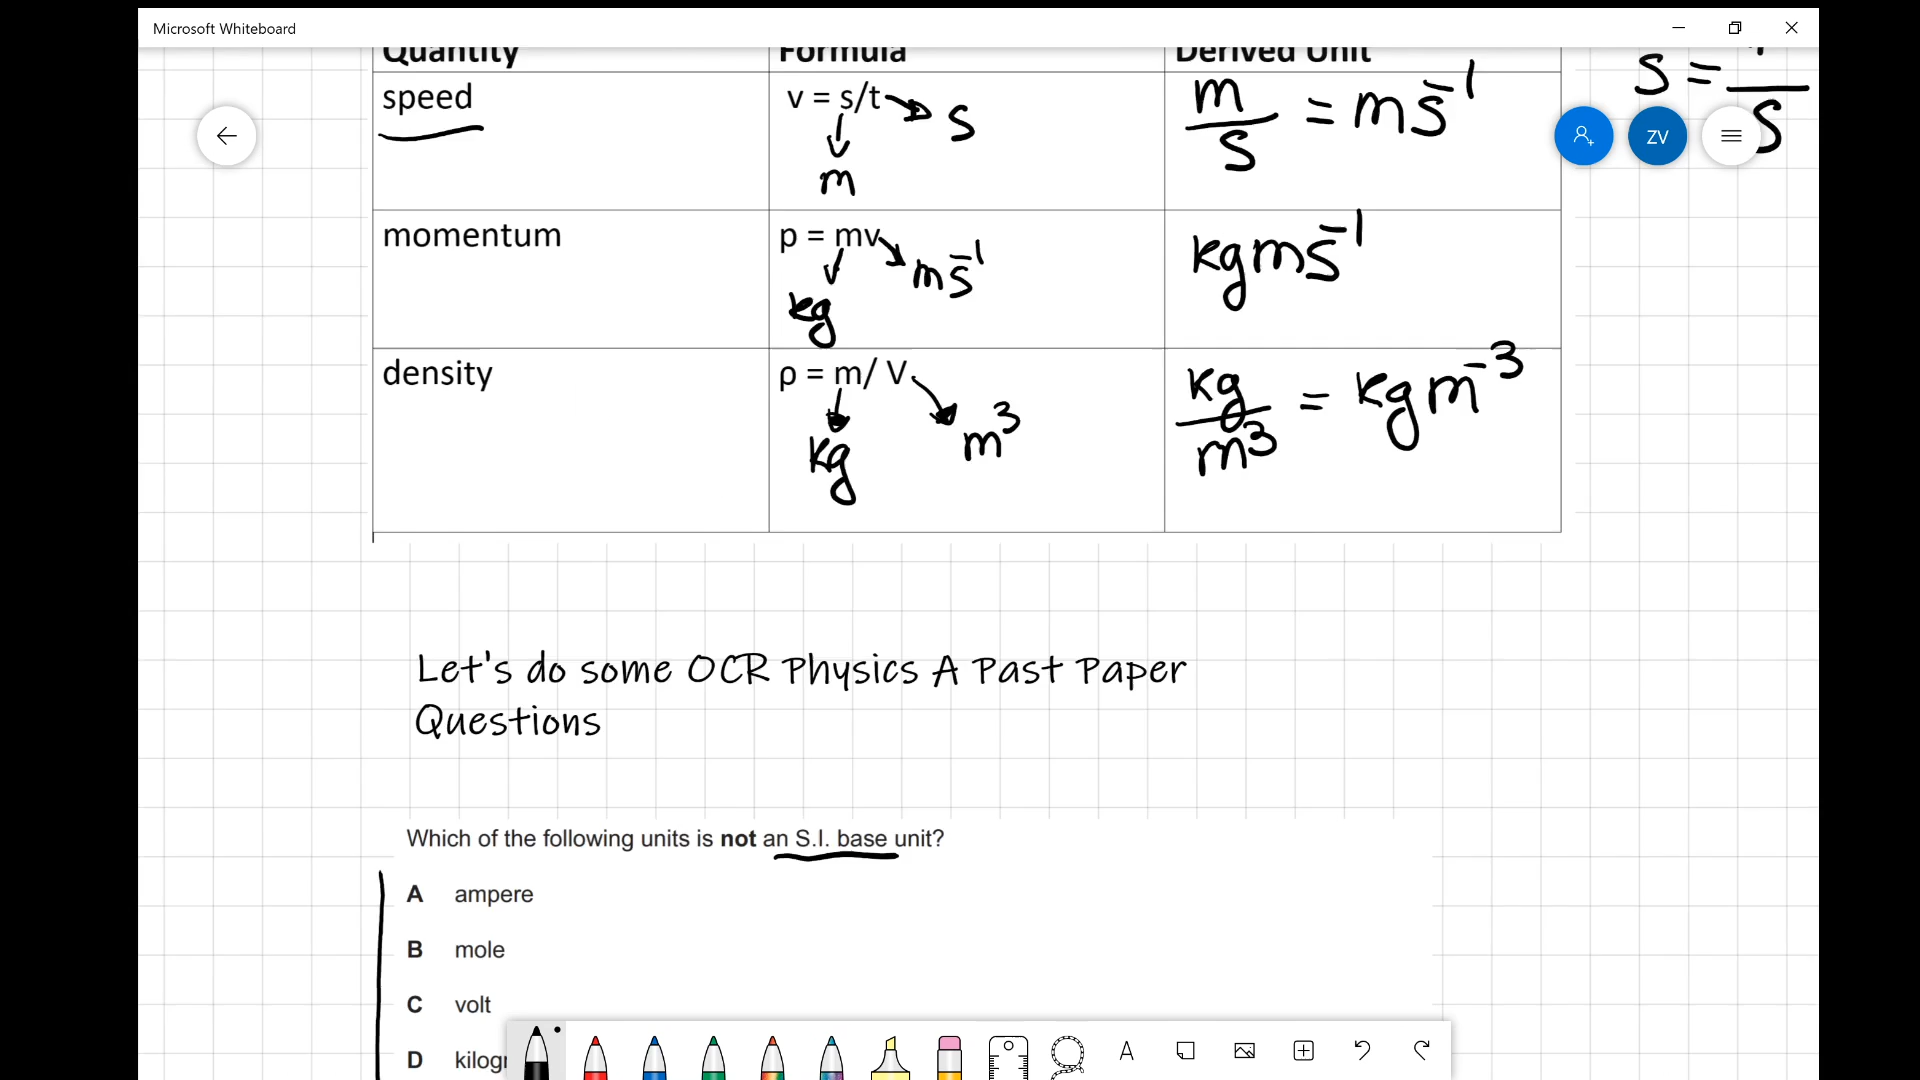 Microsoft Whiteboard
Quantity Formula Derived Unit
speed v = s/t s m m/s = ms⁻¹
s = 1/s
ZV
momentum p = mv kg ms⁻¹ kgms⁻¹
density ρ = m/ V kg m³ kg/m³ = kgm⁻³
Let's do some OCR Physics A Past Paper
Questions
Which of the following units is not an S.I. base unit?
A ampere
B mole
C volt
D kilogr
A